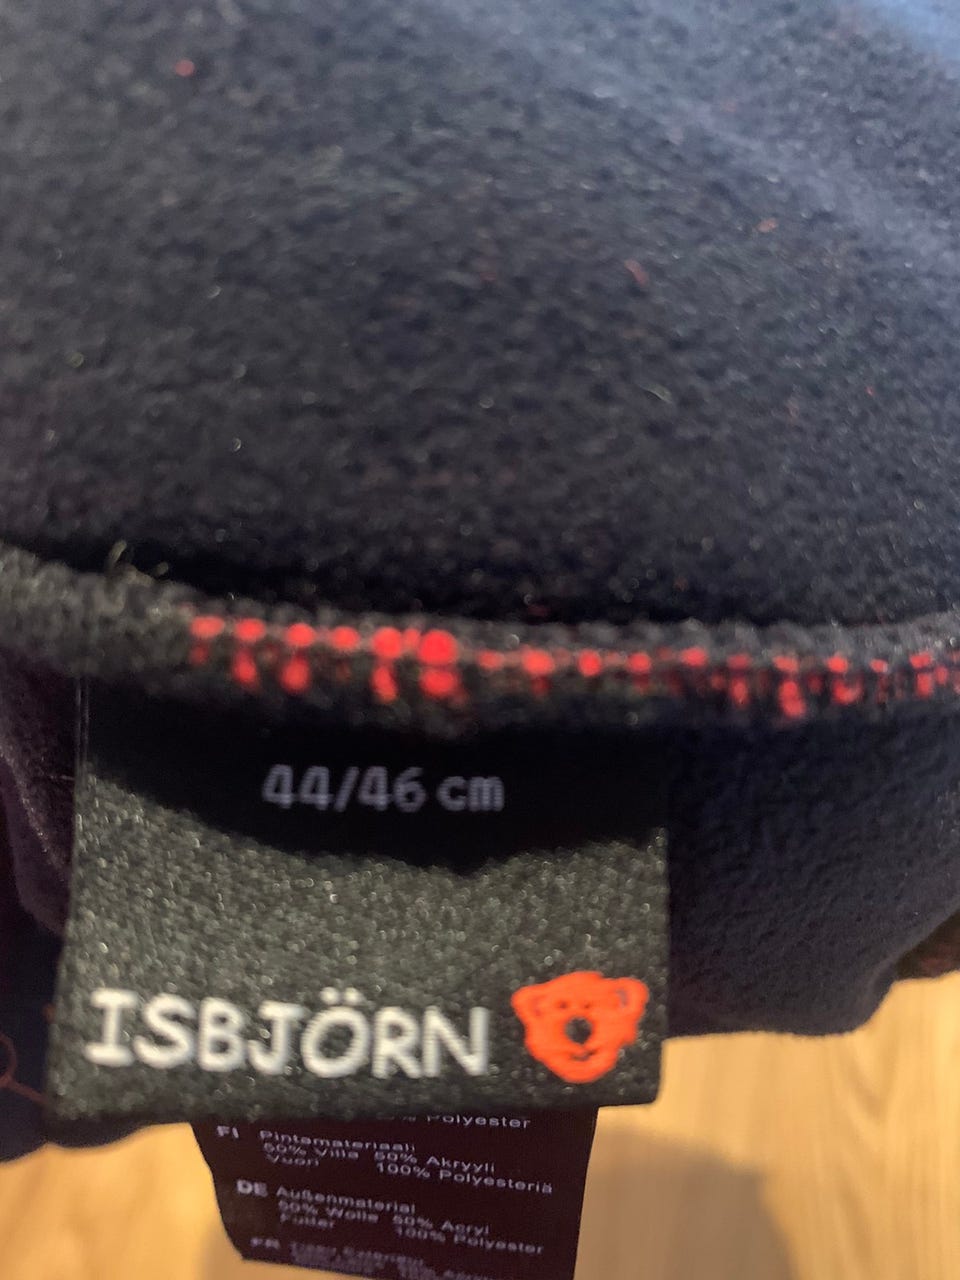 44/46 cm
ISBJÖRN
% Polyester
FI Pintamateriaali
50% Villa 50% Akryyli
Vuori 100% Polyesteriä
DE Außenmaterial
50% Wolle 50% Acryl
Futter 100% Polyester
FR